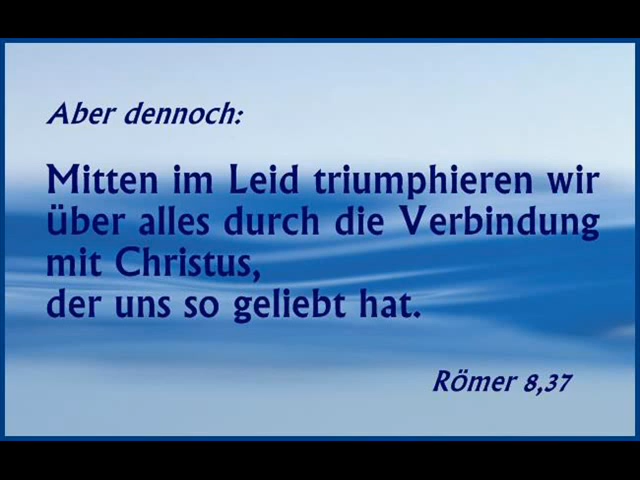 Aber dennoch:
Mitten im Leid triumphieren wir
über alles durch die Verbindung
mit Christus,
der uns so geliebt hat.
Römer 8,37